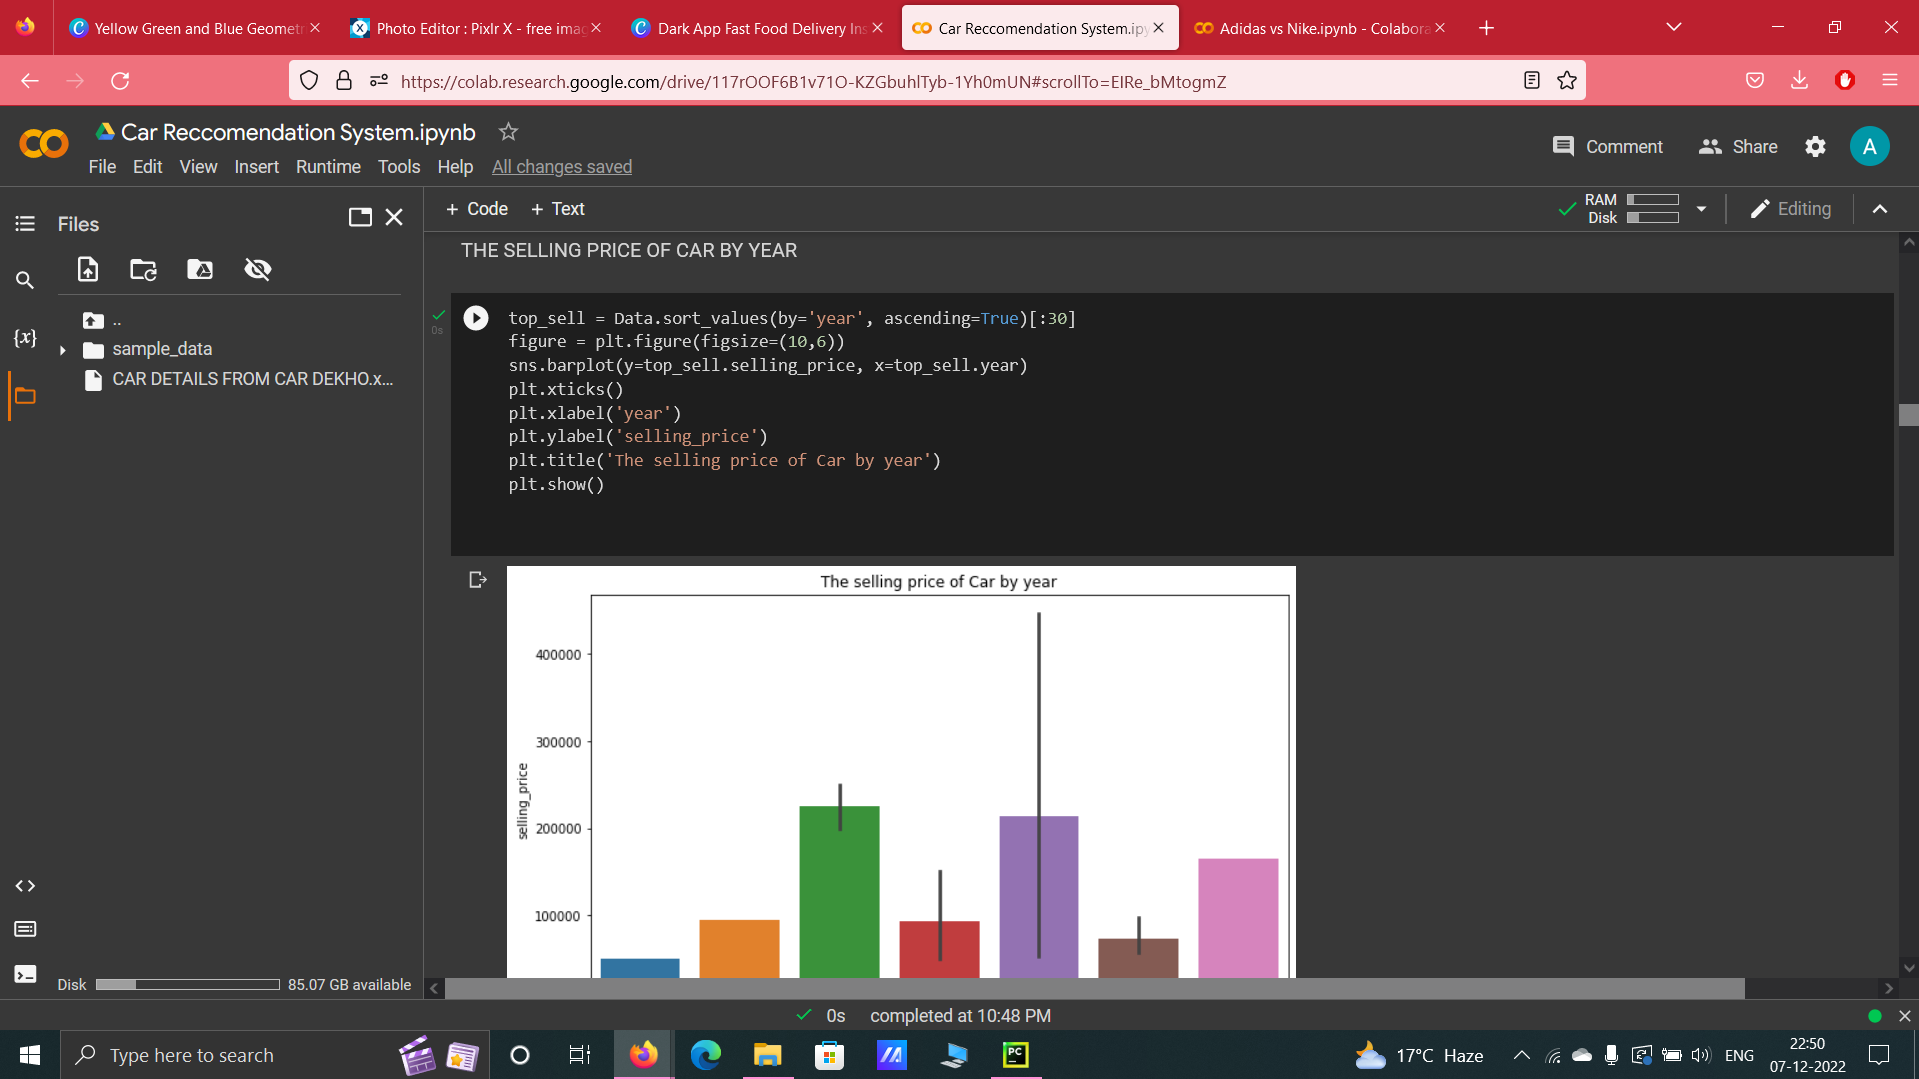 Yellow Green and Blue Geometr
Photo Editor : Pixlr X - free imag
Dark App Fast Food Delivery Ins
Car Reccomendation System.ipy
Adidas vs Nike.ipynb - Colabora
https://colab.research.google.com/drive/117rOOF6B1v71O-KZGbuhlTyb-1Yh0mUN#scrollTo=EIRe_bMtogmZ
Car Reccomendation System.ipynb
Comment
Share
A
File Edit View Insert Runtime Tools Help All changes saved
Files
+ Code + Text
RAM
Disk
Editing
THE SELLING PRICE OF CAR BY YEAR
{x}
..
sample_data
CAR DETAILS FROM CAR DEKHO.x...
0s
top_sell = Data.sort_values(by='year', ascending=True)[:30]
figure = plt.figure(figsize=(10,6))
sns.barplot(y=top_sell.selling_price, x=top_sell.year)
plt.xticks()
plt.xlabel('year')
plt.ylabel('selling_price')
plt.title('The selling price of Car by year')
plt.show()
The selling price of Car by year
400000
300000
200000
100000
selling_price
Disk 85.07 GB available
0s completed at 10:48 PM
Type here to search
PC
17°C Haze
ENG
22:50
07-12-2022